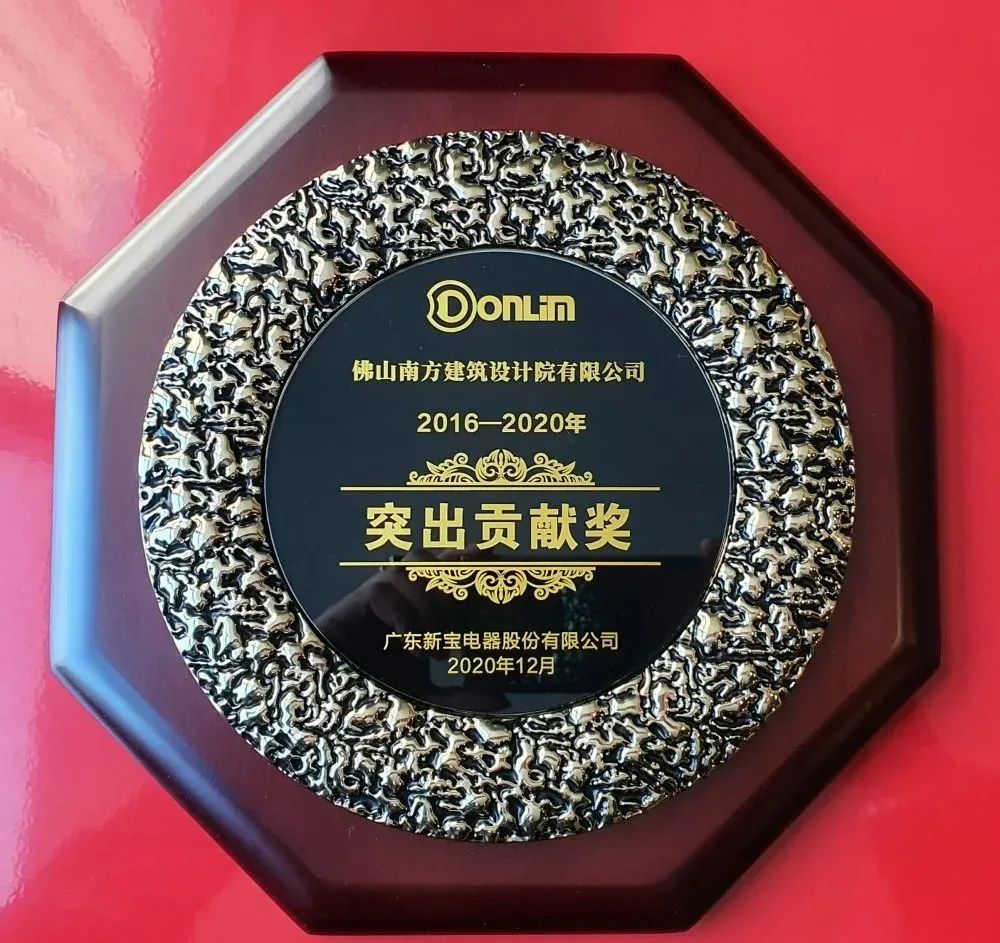 DONLIM
佛山南方建筑设计院有限公司
2016—2020年
突出贡献奖
广东新宝电器股份有限公司
2020年12月